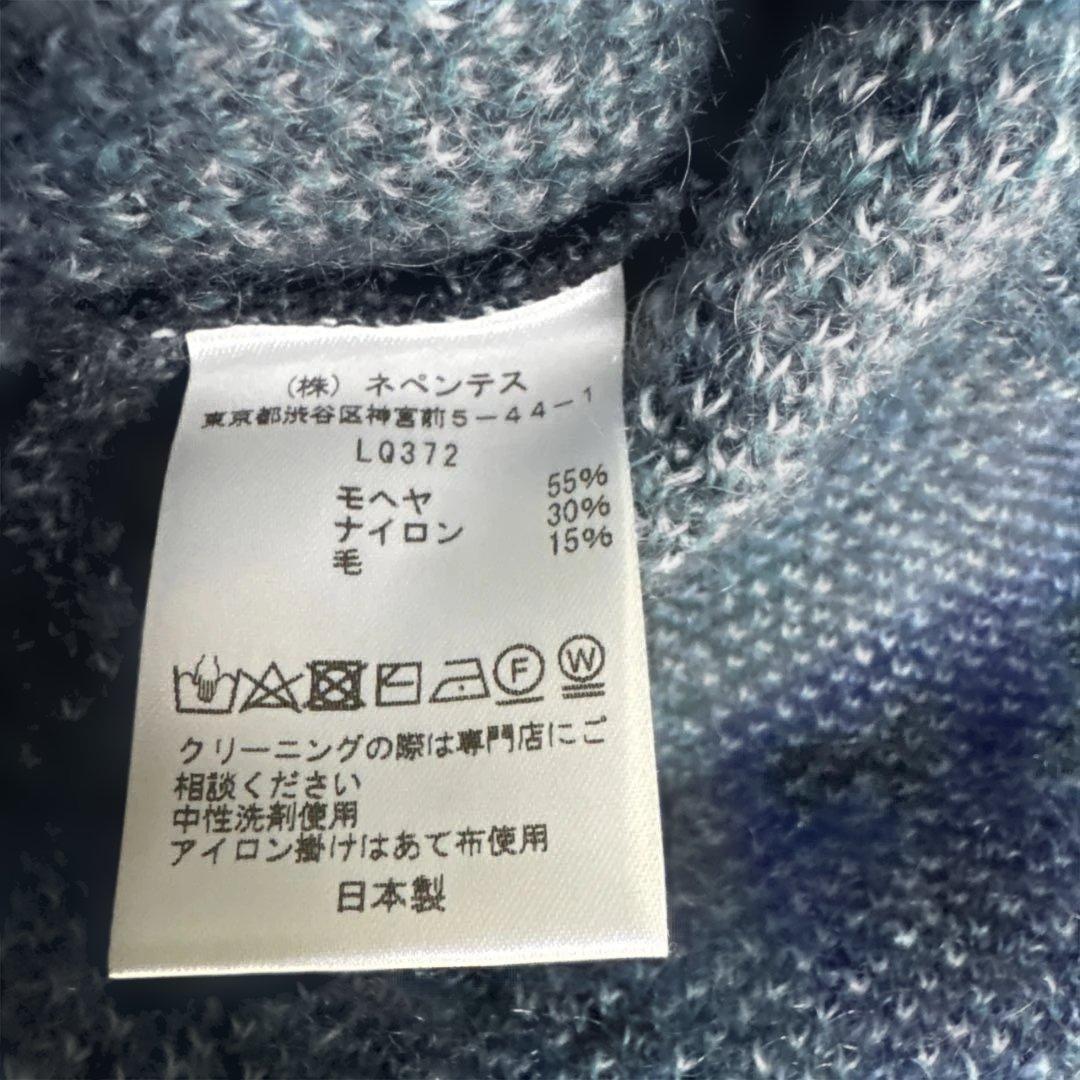 （株）ネペンテス
東京都渋谷区神宮前5-44-1
LQ372
モヘヤ 55%
ナイロン 30%
毛 15%
F W
クリーニングの際は専門店にご
相談ください
中性洗剤使用
アイロン掛けはあて布使用
日本製